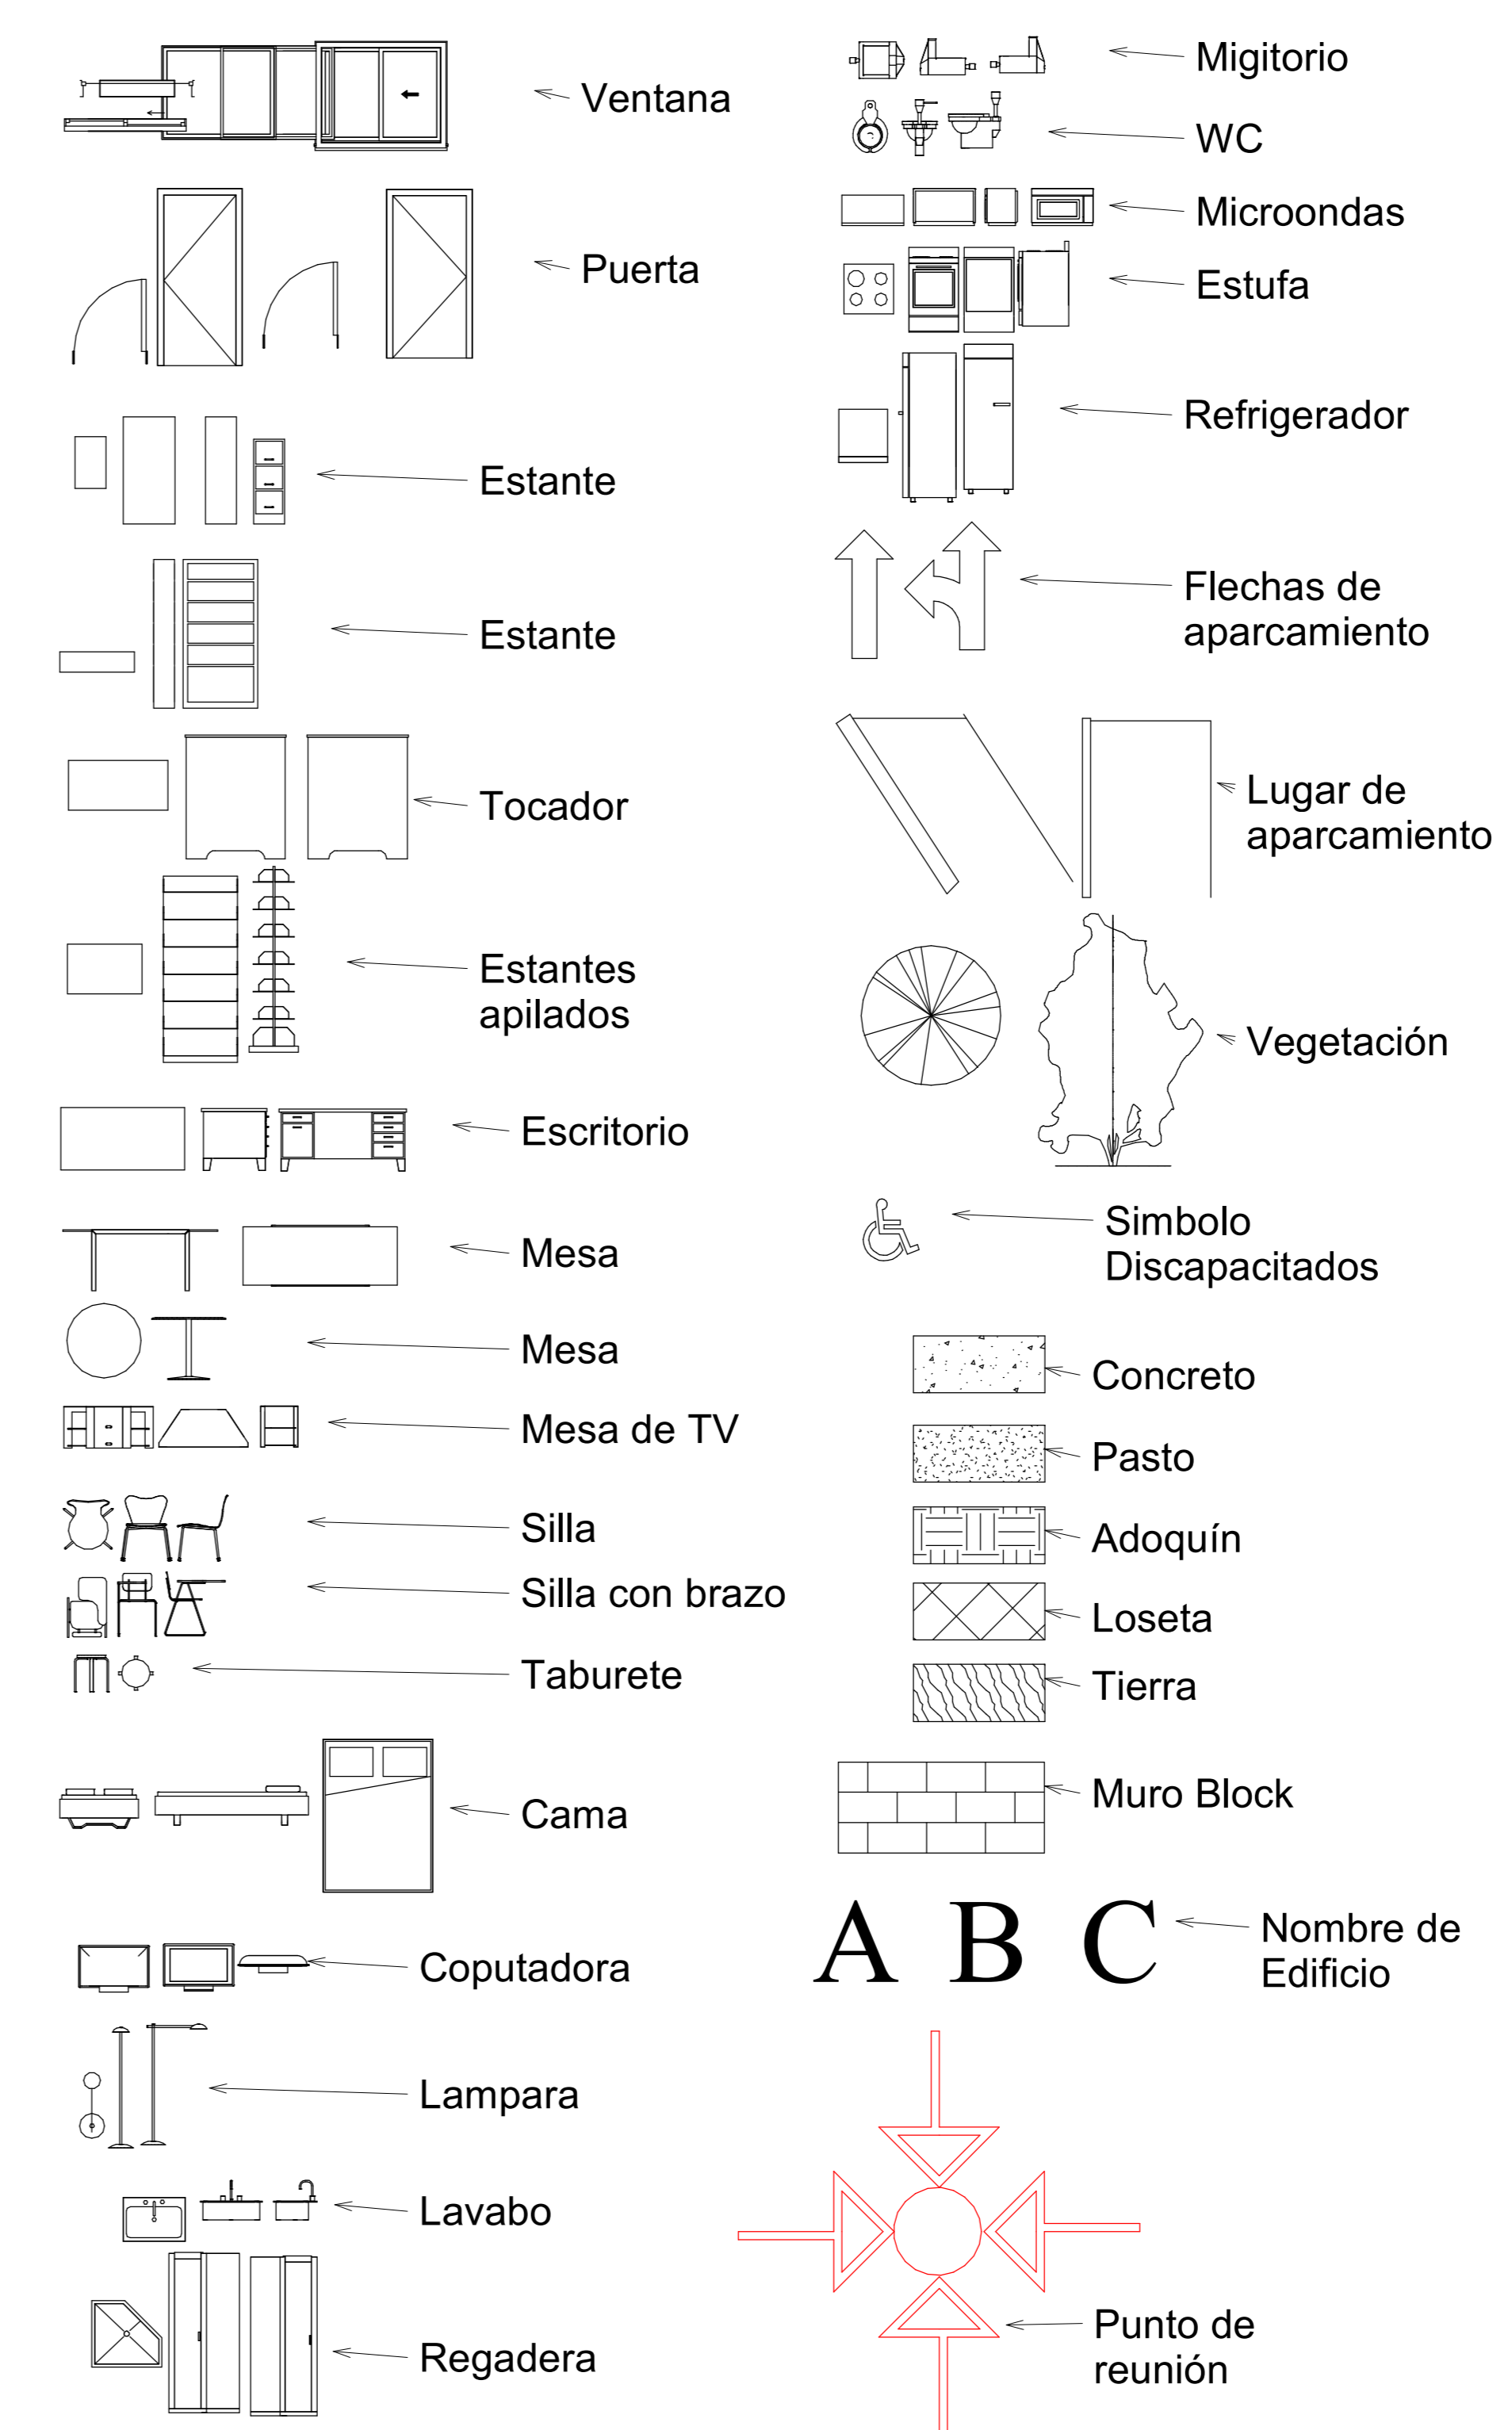 Ventana
Puerta
Estante
Estante
Tocador
Estantes
apilados
Escritorio
Mesa
Mesa
Mesa de TV
Silla
Silla con brazo
Taburete
Cama
Coputadora
Lampara
Lavabo
Regadera
Migitorio
WC
Microondas
Estufa
Refrigerador
Flechas de
aparcamiento
Lugar de
aparcamiento
Vegetación
Simbolo
Discapacitados
Concreto
Pasto
Adoquín
Loseta
Tierra
Muro Block
A B C
Nombre de
Edificio
Punto de
reunión